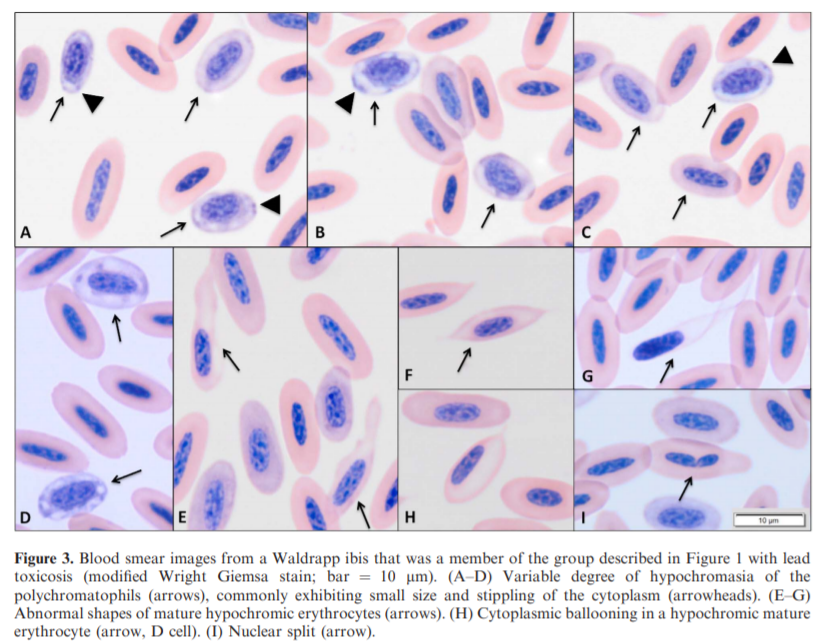 A
B
C
D
E
F
G
H
I
10 µm
Figure 3. Blood smear images from a Waldrapp ibis that was a member of the group described in Figure 1 with lead
toxicosis (modified Wright Giemsa stain; bar = 10 μm). (A–D) Variable degree of hypochromasia of the
polychromatophils (arrows), commonly exhibiting small size and stippling of the cytoplasm (arrowheads). (E–G)
Abnormal shapes of mature hypochromic erythrocytes (arrows). (H) Cytoplasmic ballooning in a hypochromic mature
erythrocyte (arrow, D cell). (I) Nuclear split (arrow).